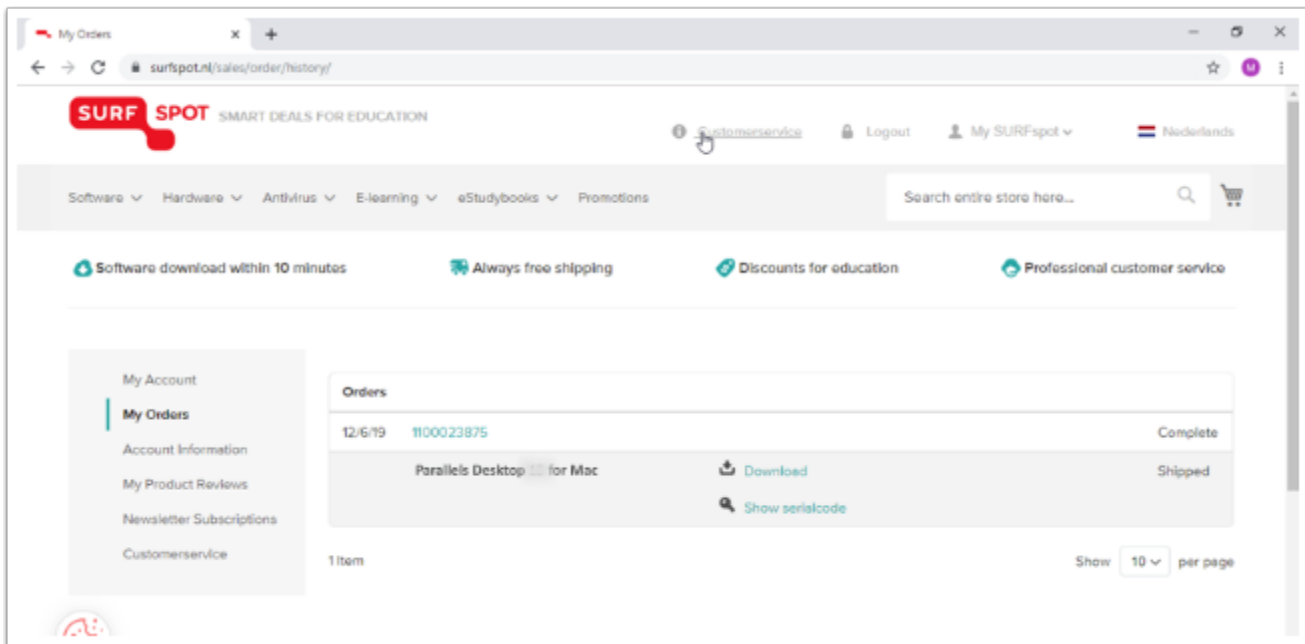 My Orders
surfspot.nl/sales/order/history/
SURF SPOT SMART DEALS FOR EDUCATION
Customerservice Logout My SURFspot Nederlands
Software Hardware Antivirus E-learning eStudybooks Promotions Search entire store here...
Software download within 10 minutes Always free shipping Discounts for education Professional customer service
My Account
My Orders
Account Information
My Product Reviews
Newsletter Subscriptions
Customerservice
Orders
12/6/19 1100023875 Complete
Parallels Desktop for Mac Download Shipped
Show serialcode
1 Item Show 10 per page